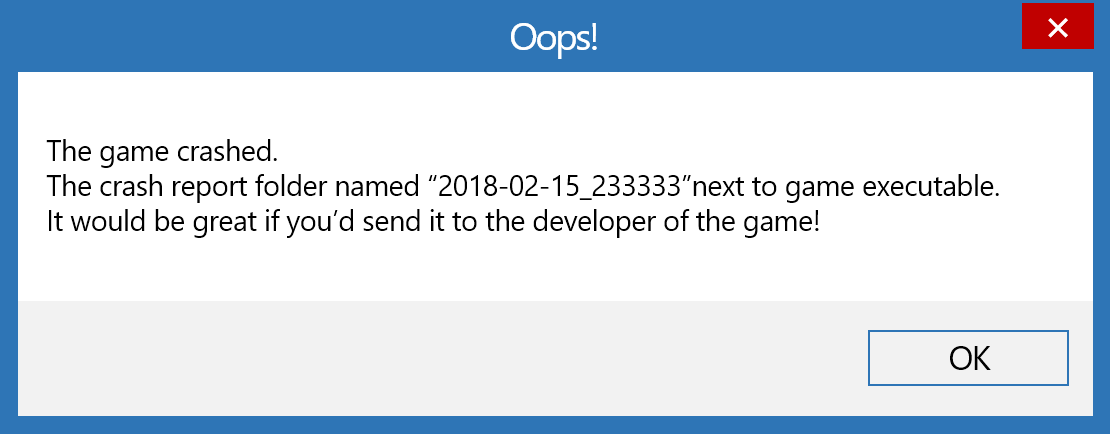 Oops!
The game crashed.
The crash report folder named “2018-02-15_233333”next to game executable.
It would be great if you’d send it to the developer of the game!
OK